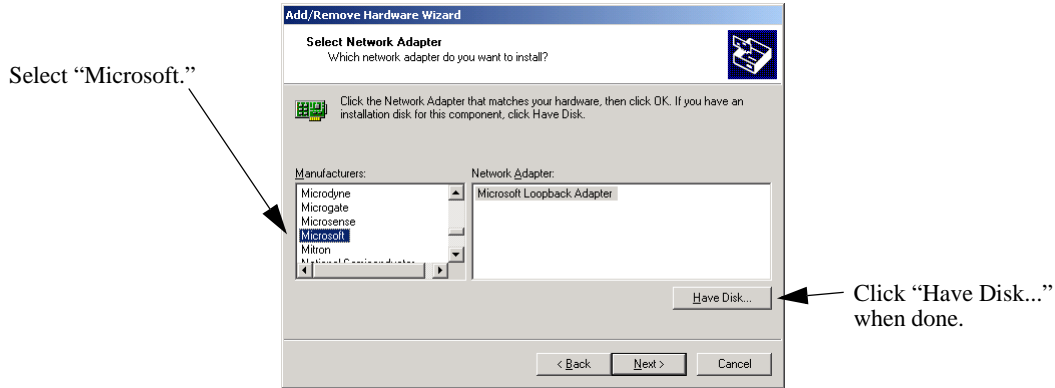 Add/Remove Hardware Wizard
Select Network Adapter
Which network adapter do you want to install?
Select “Microsoft.”
Click the Network Adapter that matches your hardware, then click OK. If you have an
installation disk for this component, click Have Disk.
Manufacturers:
Microdyne
Microgate
Microsense
Microsoft
Mitron
National Semiconductor
Network Adapter:
Microsoft Loopback Adapter
Have Disk...
Click “Have Disk...”
when done.
< Back
Next >
Cancel